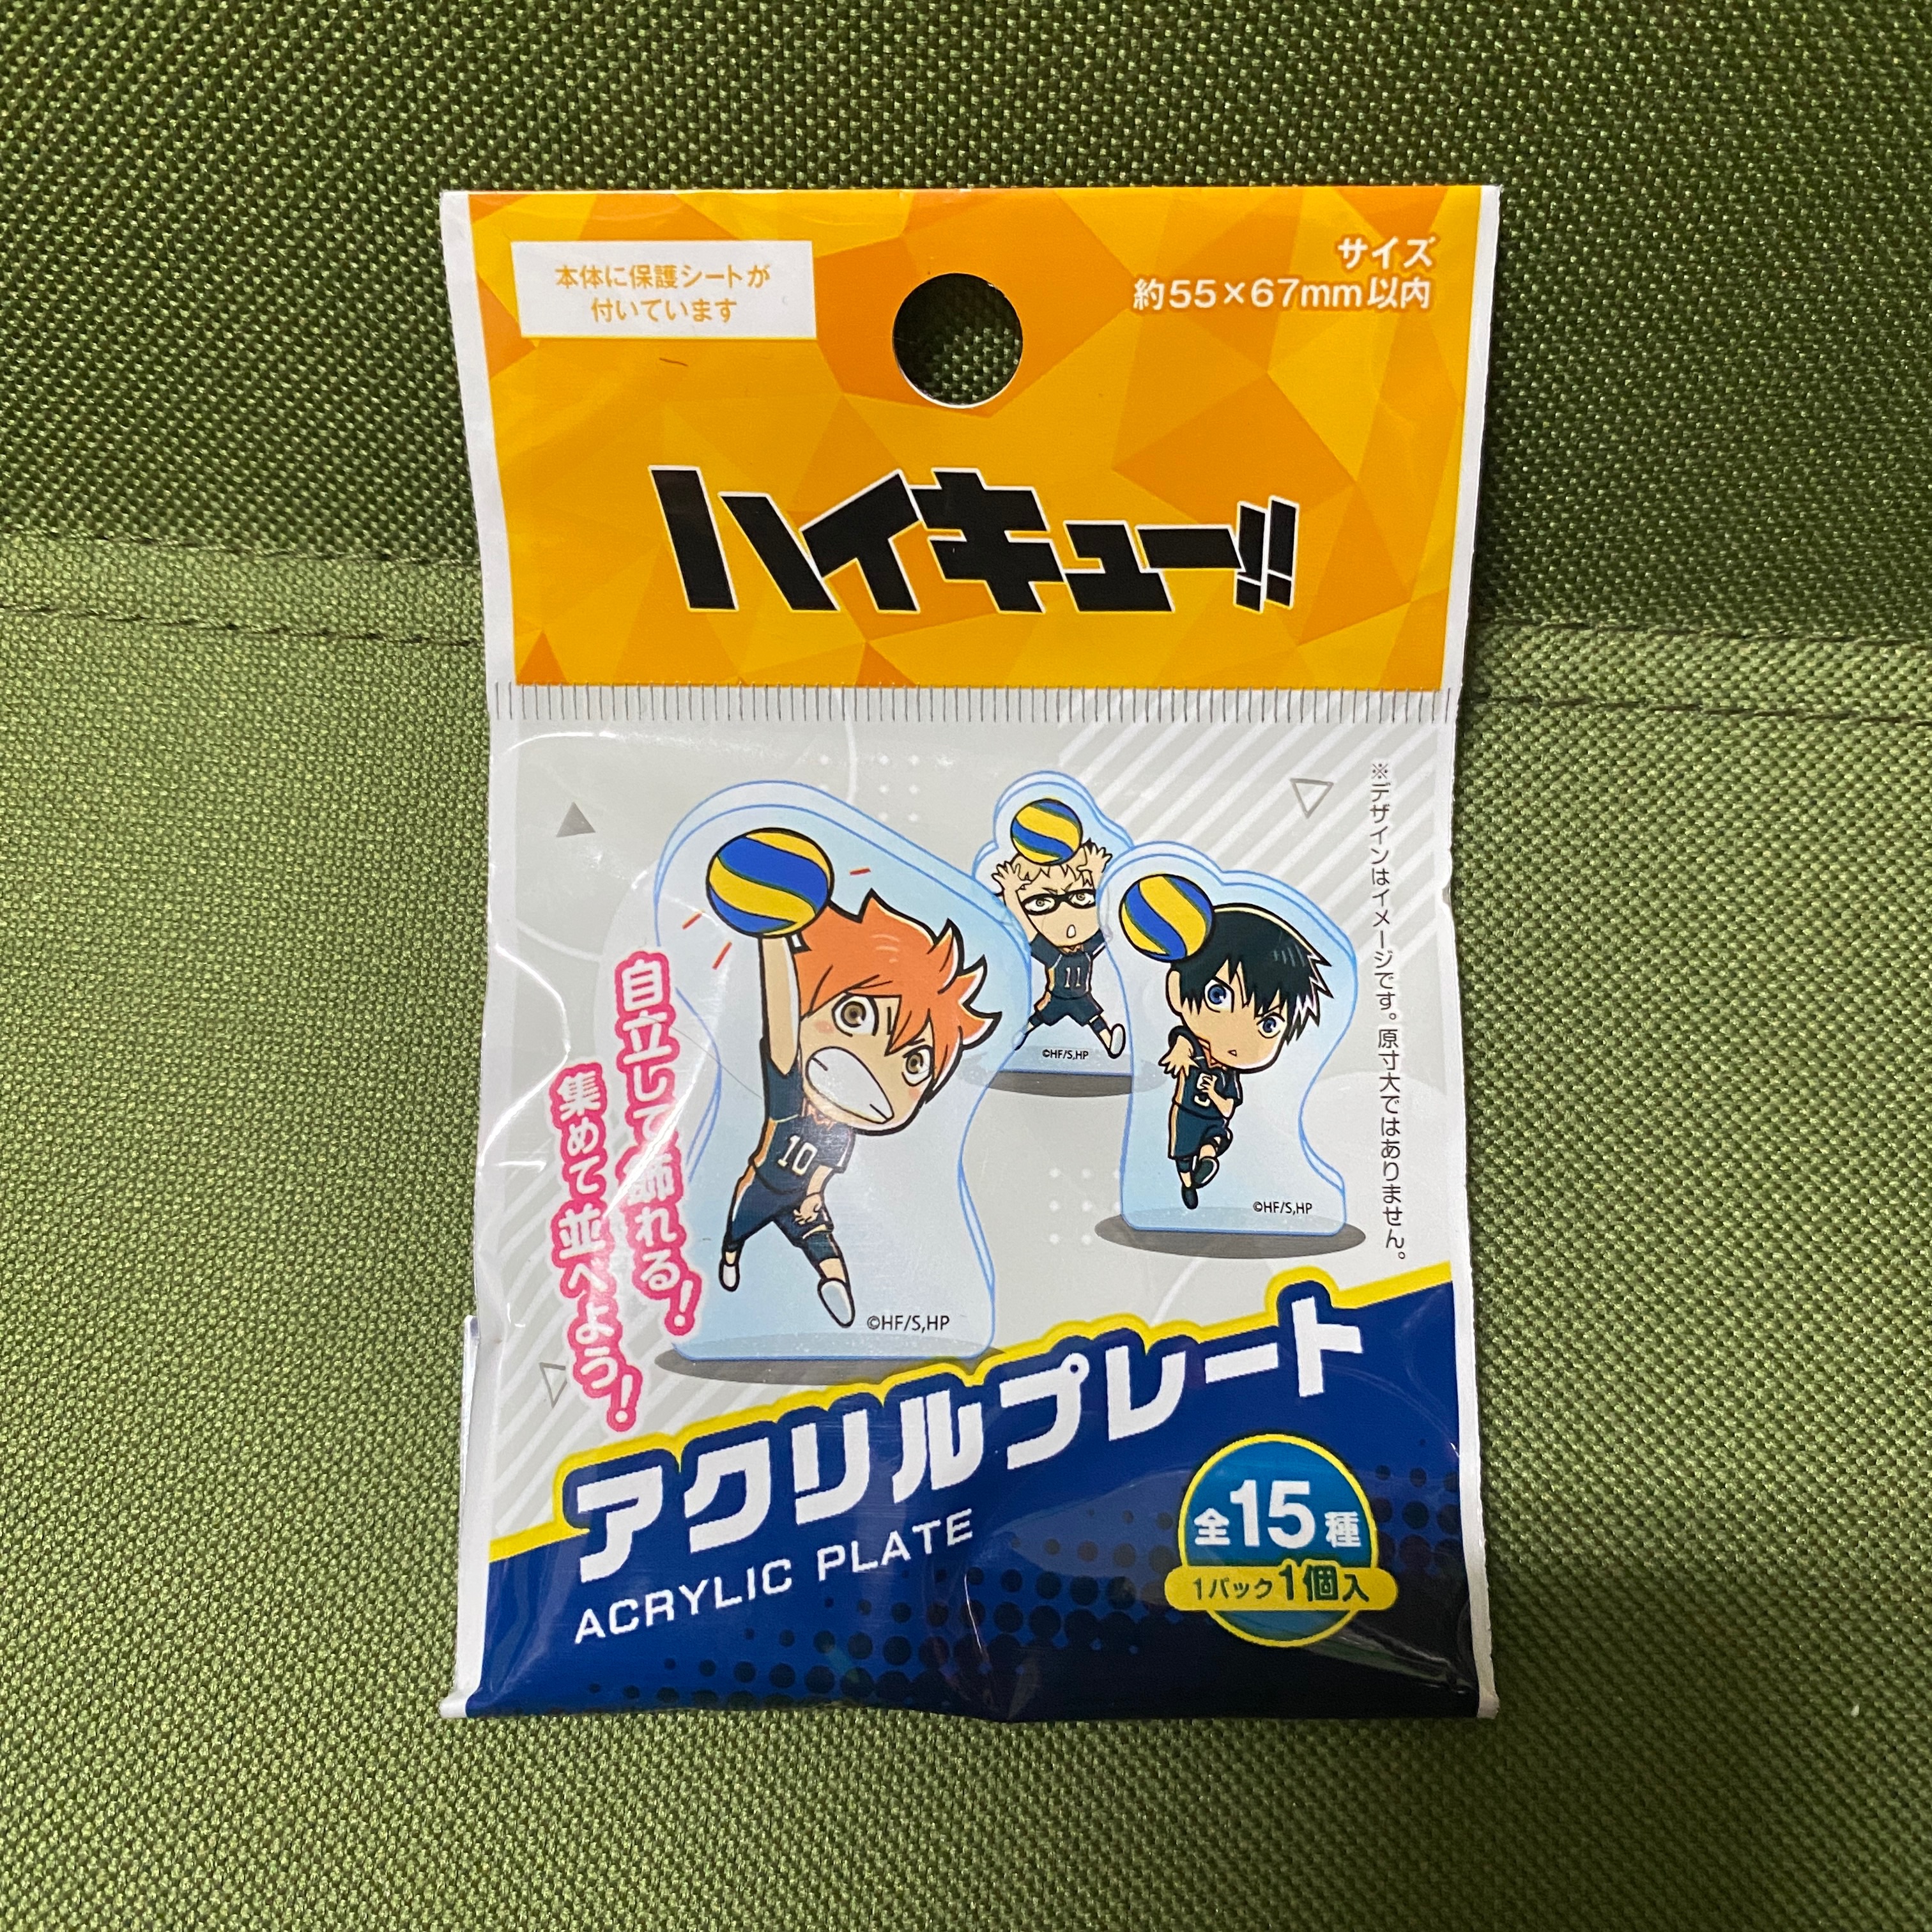 本体に保護シートが
付いています
サイズ
約55×67mm以内
ハイキュー!!
※デザインはイメージです。原寸大ではありません。
自立して飾れる!
集めて並べよう!
10
11
©HF/S,HP
©HF/S,HP
©HF/S,HP
アクリルプレート
ACRYLIC PLATE
全15種
1パック1個入